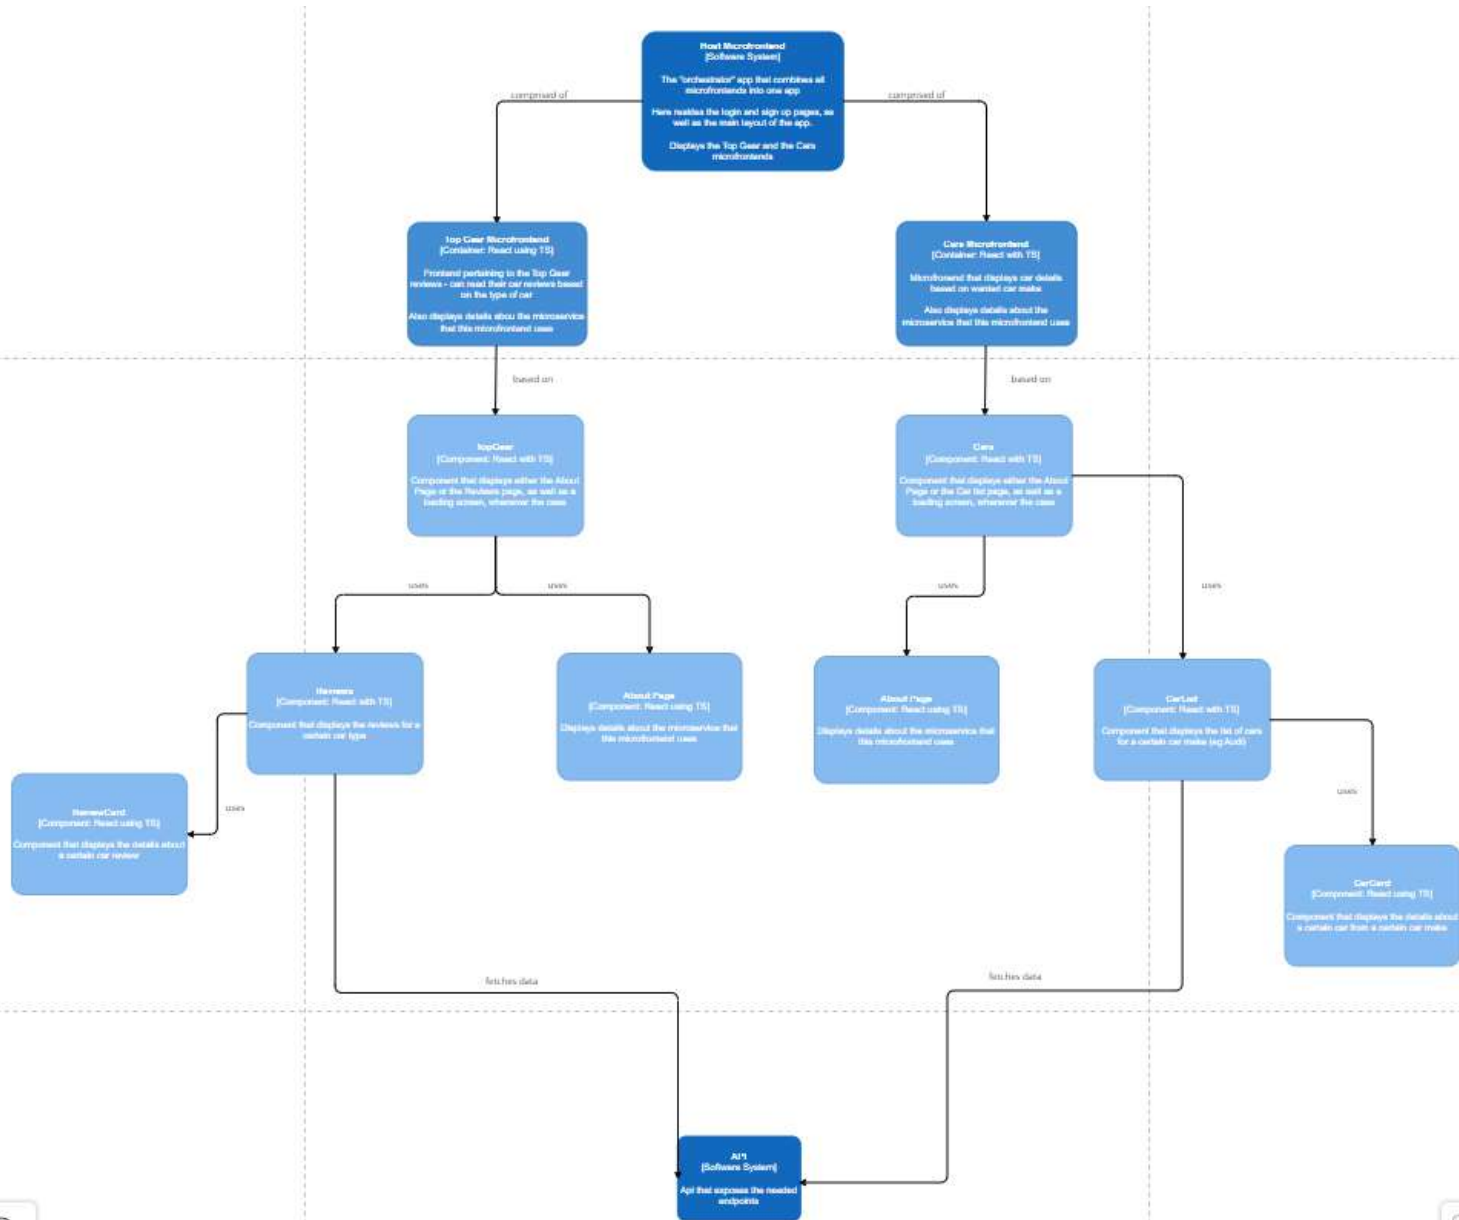 Host Microfrontend
[Software System]
The "orchestrator" app that combines all
microfrontends into one app
Here resides the login and sign up pages, as
well as the main layout of the app.
Displays the Top Gear and the Cars
microfrontends
comprised of
comprised of
Top Gear Microfrontend
[Container: React using TS]
Frontend pertaining to the Top Gear
reviews - can read their car reviews based
on the type of car
Also displays details abou the microservice
that this microfrontend uses
Cars Microfrontend
[Container: React with TS]
Microfronend that displays car details
based on wanted car make
Also displays details about the
microservice that this microfrontend uses
based on
based on
TopGear
[Component: React with TS]
Component that displays either the About
Page or the Reviews page, as well as a
loading screen, whenever the case
Cars
[Component: React with TS]
Component that displays either the About
Page or the Car list page, as well as a
loading screen, whenever the case
uses
uses
uses
uses
Reviews
[Component: React with TS]
Component that displays the reviews for a
certain car type
About Page
[Component: React using TS]
Displays details about the microservice that
this microfrontend uses
About Page
[Component: React using TS]
Displays details about the microservice that
this microfrontend uses
CarList
[Component: React with TS]
Component that displays the list of cars
for a certain car make (eg Audi)
uses
uses
ReviewCard
[Component: React using TS]
Component that displays the details about
a certain car review
CarCard
[Component: React using TS]
Component that displays the details about
a certain car from a certain car make
fetches data
fetches data
API
[Software System]
Api that exposes the needed
endpoints